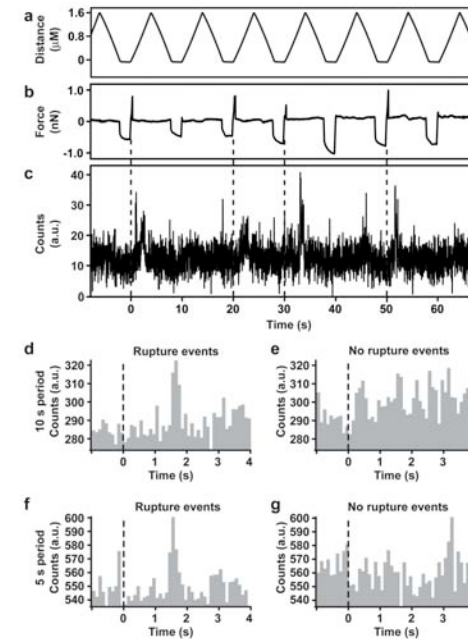 a
Distance
(μM)
1.6
0
b
Force
(nN)
1.0
0
-1.0
c
Counts
(a.u.)
40
30
20
10
0
0 10 20 30 40 50 60
Time (s)
d Rupture events
10 s period
Counts (a.u.)
320
310
300
290
280
0 1 2 3 4
Time (s)
e No rupture events
Counts (a.u.)
320
310
300
290
280
0 1 2 3
Time (s)
f Rupture events
5 s period
Counts (a.u.)
600
590
580
570
560
550
540
0 1 2 3 4
Time (s)
g No rupture events
Counts (a.u.)
600
590
580
570
560
550
540
0 1 2 3
Time (s)